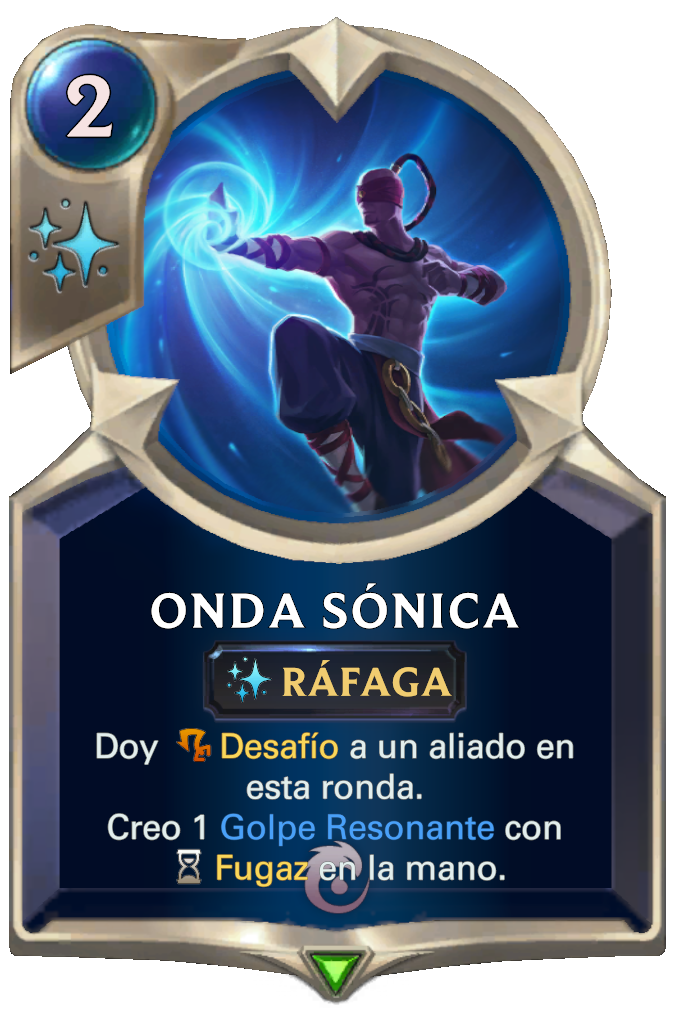 2
ONDA SÓNICA
RÁFAGA
Doy Desafío a un aliado en
esta ronda.
Creo 1 Golpe Resonante con
Fugaz en la mano.